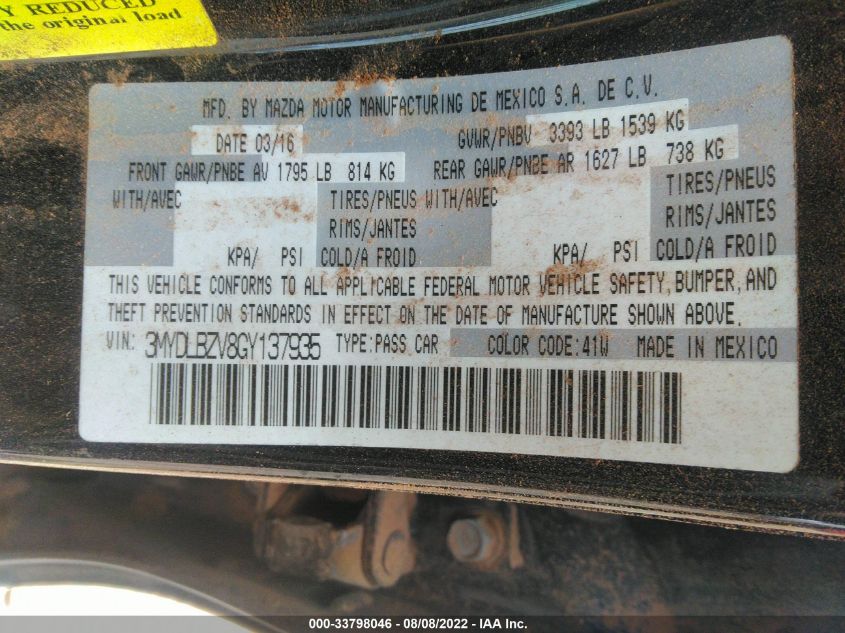 Y REDUCED
the original load
MFD. BY MAZDA MOTOR MANUFACTURING DE MEXICO S.A. DE C.V.
DATE 03/16 GVWR/PNBV 3393 LB 1539 KG
FRONT GAWR/PNBE AV 1795 LB 814 KG REAR GAWR/PNBE AR 1627 LB 738 KG
WITH/AVEC TIRES/PNEUS WITH/AVEC TIRES/PNEUS
RIMS/JANTES RIMS/JANTES
KPA/ PSI COLD/A FROID KPA/ PSI COLD/A FROID
THIS VEHICLE CONFORMS TO ALL APPLICABLE FEDERAL MOTOR VEHICLE SAFETY, BUMPER, AND
THEFT PREVENTION STANDARDS IN EFFECT ON THE DATE OF MANUFACTURE SHOWN ABOVE.
VIN: 3MYDLBZV8GY137935 TYPE:PASS CAR COLOR CODE:41W MADE IN MEXICO
000-33798046 - 08/08/2022 - IAA Inc.